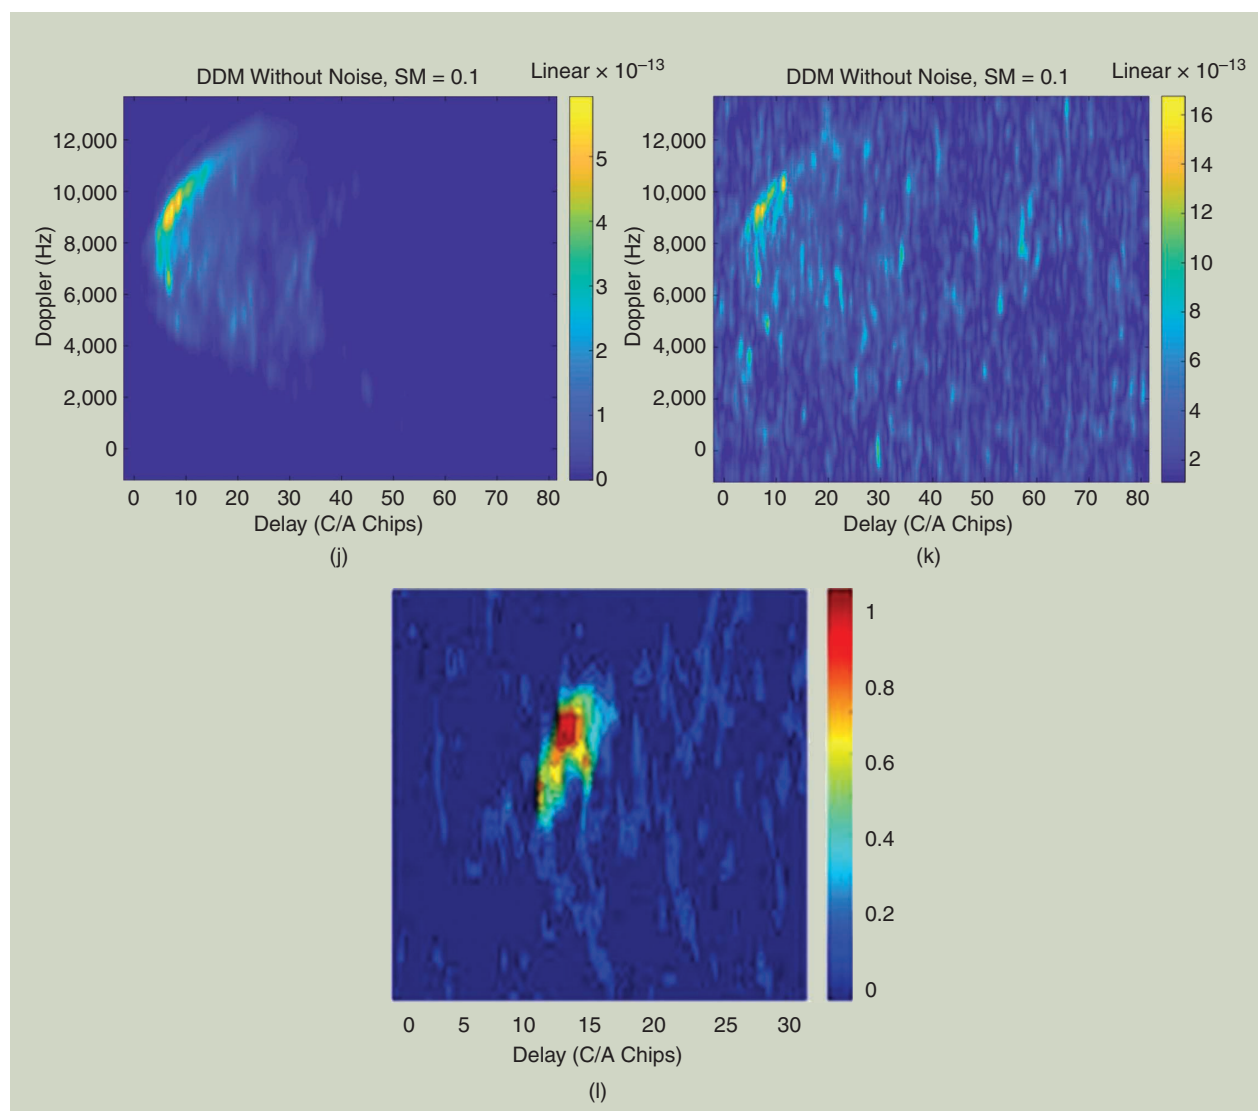 DDM Without Noise, SM = 0.1
Linear × 10⁻¹³
12,000
10,000
8,000
6,000
4,000
2,000
0
Doppler (Hz)
5
4
3
2
1
0
0 10 20 30 40 50 60 70 80
Delay (C/A Chips)
(j)
DDM Without Noise, SM = 0.1
Linear × 10⁻¹³
12,000
10,000
8,000
6,000
4,000
2,000
0
Doppler (Hz)
16
14
12
10
8
6
4
2
0 10 20 30 40 50 60 70 80
Delay (C/A Chips)
(k)
1
0.8
0.6
0.4
0.2
0
0 5 10 15 20 25 30
Delay (C/A Chips)
(l)